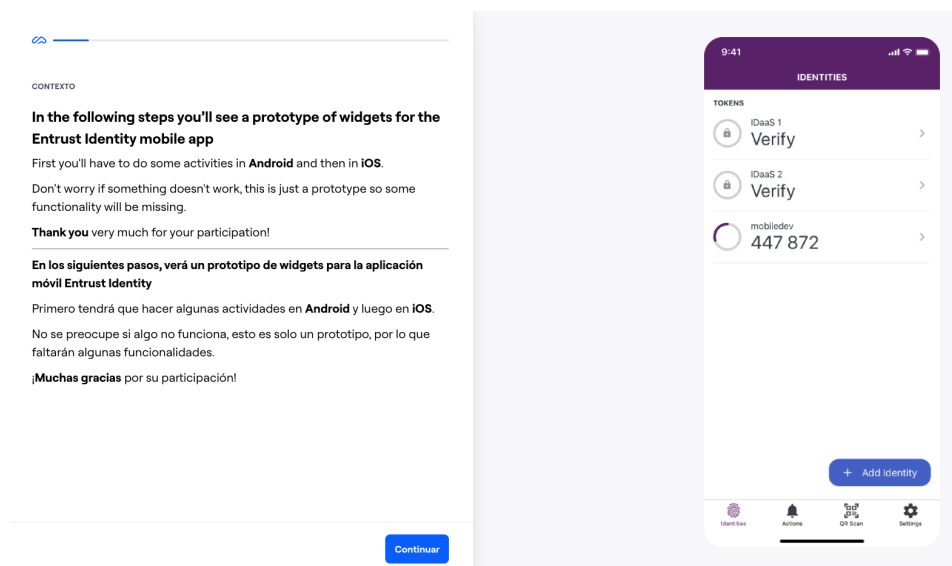 CONTEXTO
In the following steps you’ll see a prototype of widgets for the
Entrust Identity mobile app
First you'll have to do some activities in Android and then in iOS.
Don't worry if something doesn't work, this is just a prototype so some
functionality will be missing.
Thank you very much for your participation!
En los siguientes pasos, verá un prototipo de widgets para la aplicación
móvil Entrust Identity
Primero tendrá que hacer algunas actividades en Android y luego en iOS.
No se preocupe si algo no funciona, esto es solo un prototipo, por lo que
faltarán algunas funcionalidades.
¡Muchas gracias por su participación!
Continuar
9:41
IDENTITIES
TOKENS
IDaaS 1
Verify
IDaaS 2
Verify
mobiledev
447 872
+ Add Identity
Identities Actions QR Scan Settings